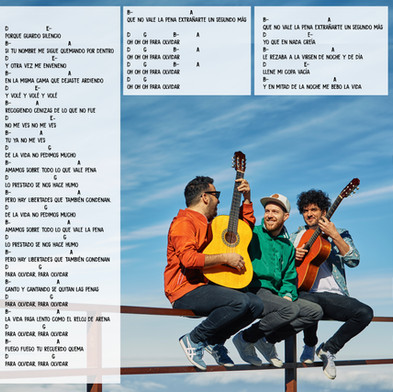 D E-
PORQUE GUARDO SILENCIO
B- A
SI TU NOMBRE ME SIGUE QUEMANDO POR DENTRO
D E-
Y OTRA VEZ ME ENVENENO
B- A
EN LA MISMA CAMA QUE DEJASTE ARDIENDO
D E-
Y VOLÉ Y VOLÉ Y VOLÉ
B- A
RECOGIENDO CENIZAS DE LO QUE NO FUE
D E-
NO ME VES NO ME VES
B- A
TU YA NO ME VES
D G
DE LA VIDA NO PEDIMOS MUCHO
B- A
AMAMOS SOBRE TODO LO QUE VALE PENA
D G
LO PRESTADO SE NOS HACE HUMO
B- A
PERO HAY LIBERTADES QUE TAMBIÉN CONDENAN.
D G
DE LA VIDA NO PEDIMOS MUCHO
B- A
AMAMOS SOBRE TODO LO QUE VALE LA PENA
D G
LO PRESTADO SE NOS HACE HUMO
B- A
PERO HAY LIBERTADES QUE TAMBIÉN CONDENAN
D G
PARA OLVIDAR, PARA OLVIDAR
B- A
CANTO Y CANTANDO SE QUITAN LAS PENAS
D G
PARA OLVIDAR, PARA OLVIDAR
B- A
LA VIDA PASA LENTO COMO EL RELOJ DE ARENA
D G
PARA OLVIDAR, PARA OLVIDAR
B- A
FUEGO FUEGO TU RECUERDO QUEMA
D G
PARA OLVIDAR, PARA OLVIDAR
B- A
QUE NO VALE LA PENA EXTRAÑARTE UN SEGUNDO MÁS
D G B- A
OH OH OH PARA OLVIDAR
D G B- A
OH OH OH PARA OLVIDAR
D G B- A
OH OH OH PARA OLVIDAR
D G B- A
OH OH OH PARA OLVIDAR
B- A
QUE NO VALE LA PENA EXTRAÑARTE UN SEGUNDO MÁS
D E-
YO QUE EN NADA CREÍA
B- A
LE REZABA A LA VIRGEN DE NOCHE Y DE DÍA
D E-
LLENE MI COPA VACÍA
B- A
Y EN MITAD DE LA NOCHE ME BEBO LA VIDA